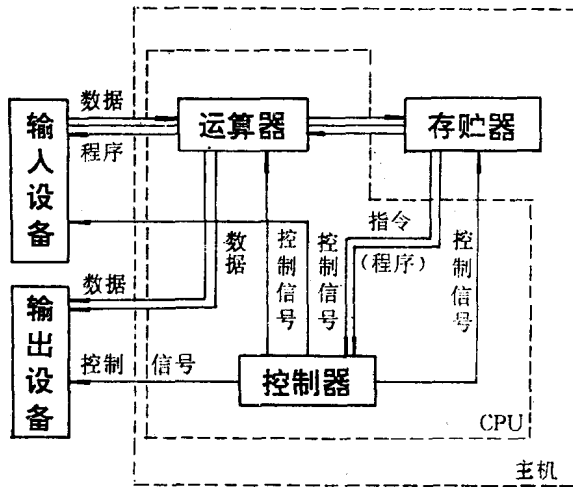 数据
运算器
存贮器
输入设备
程序
数据
控制信号
控制信号
指令
(程序)
控制信号
数据
输出设备
控制 信号
控制器
CPU
主机